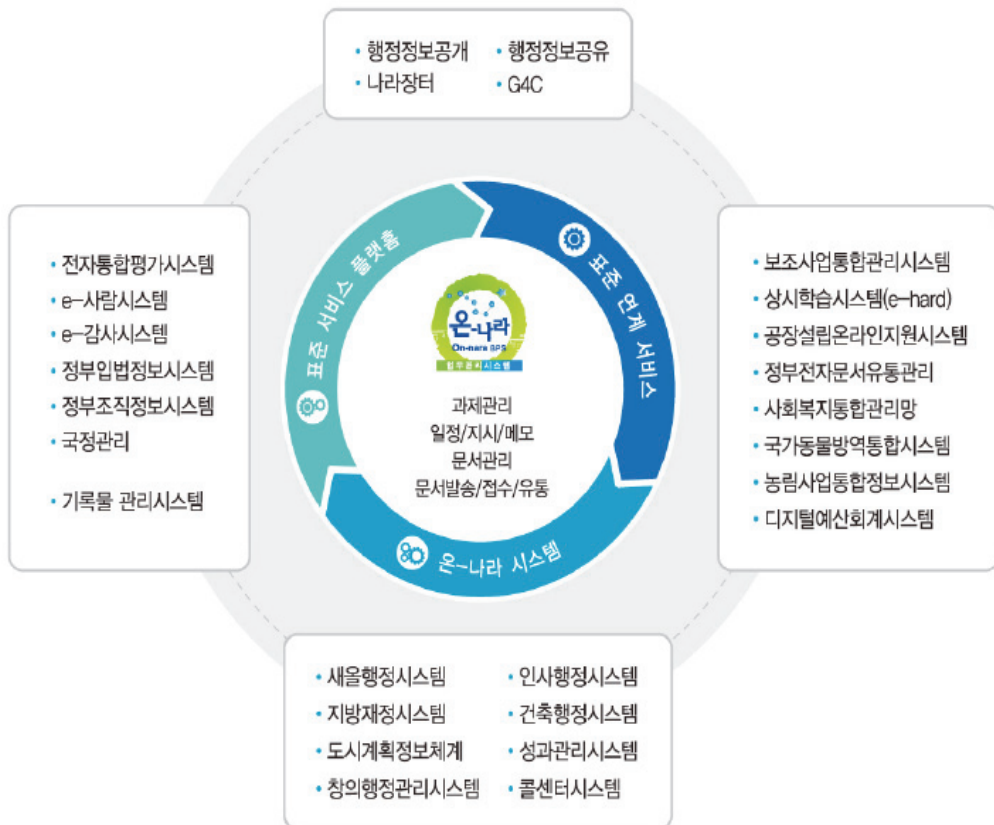 • 행정정보공개 • 행정정보공유
• 나라장터 • G4C
• 전자통합평가시스템
• e-사람시스템
• e-감사시스템
• 정부입법정보시스템
• 정부조직정보시스템
• 국정관리
• 기록물 관리시스템
표준 서비스 플랫홈
표준 연계 서비스
온-나라 시스템
온-나라
On-nara BPS
업무관리시스템
과제관리
일정/지시/메모
문서관리
문서발송/접수/유통
• 보조사업통합관리시스템
• 상시학습시스템(e-hard)
• 공장설립온라인지원시스템
• 정부전자문서유통관리
• 사회복지통합관리망
• 국가동물방역통합시스템
• 농림사업통합정보시스템
• 디지털예산회계시스템
• 새올행정시스템 • 인사행정시스템
• 지방재정시스템 • 건축행정시스템
• 도시계획정보체계 • 성과관리시스템
• 창의행정관리시스템 • 콜센터시스템